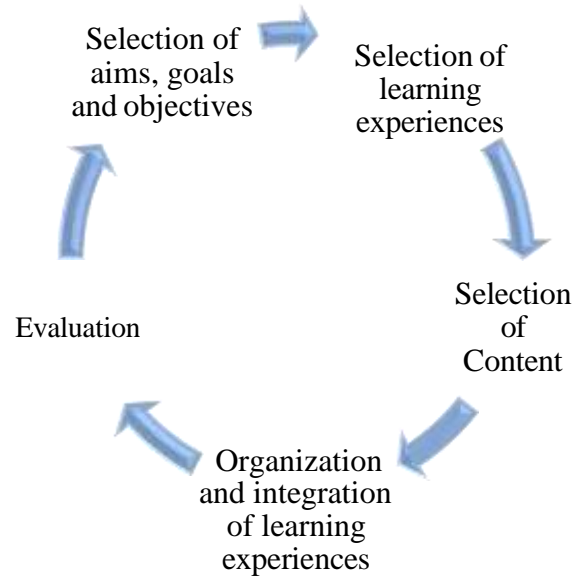 Selection of
aims, goals
and objectives
Selection of
learning
experiences
Selection
of
Content
Organization
and integration
of learning
experiences
Evaluation